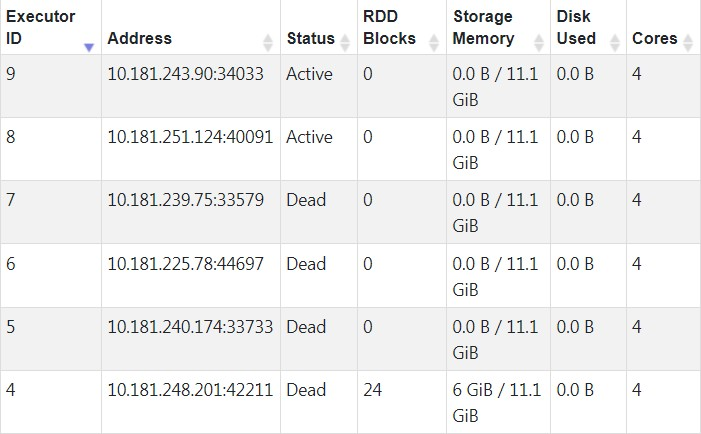 Executor ID Address Status RDD Blocks Storage Memory Disk Used Cores
9 10.181.243.90:34033 Active 0 0.0 B / 11.1 GiB 0.0 B 4
8 10.181.251.124:40091 Active 0 0.0 B / 11.1 GiB 0.0 B 4
7 10.181.239.75:33579 Dead 0 0.0 B / 11.1 GiB 0.0 B 4
6 10.181.225.78:44697 Dead 0 0.0 B / 11.1 GiB 0.0 B 4
5 10.181.240.174:33733 Dead 0 0.0 B / 11.1 GiB 0.0 B 4
4 10.181.248.201:42211 Dead 24 6 GiB / 11.1 GiB 0.0 B 4